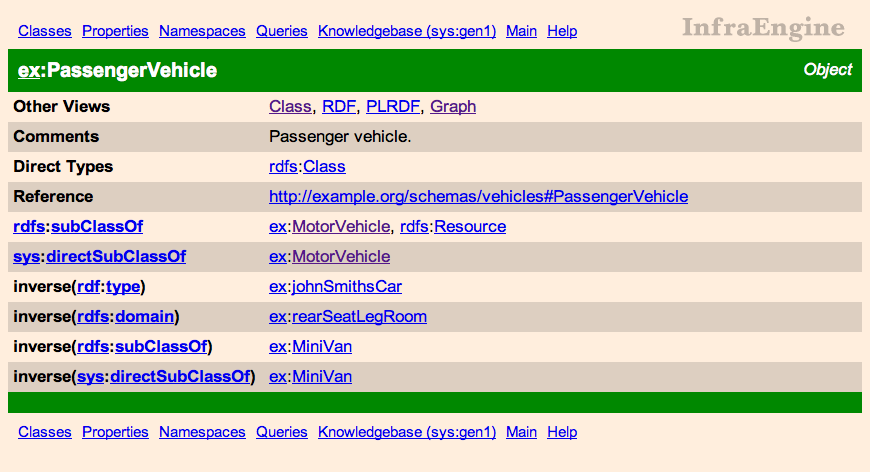 Classes Properties Namespaces Queries Knowledgebase (sys:gen1) Main Help InfraEngine
ex:PassengerVehicle Object
Other Views Class, RDF, PLRDF, Graph
Comments Passenger vehicle.
Direct Types rdfs:Class
Reference http://example.org/schemas/vehicles#PassengerVehicle
rdfs:subClassOf ex:MotorVehicle, rdfs:Resource
sys:directSubClassOf ex:MotorVehicle
inverse(rdf:type) ex:johnSmithsCar
inverse(rdfs:domain) ex:rearSeatLegRoom
inverse(rdfs:subClassOf) ex:MiniVan
inverse(sys:directSubClassOf) ex:MiniVan
Classes Properties Namespaces Queries Knowledgebase (sys:gen1) Main Help